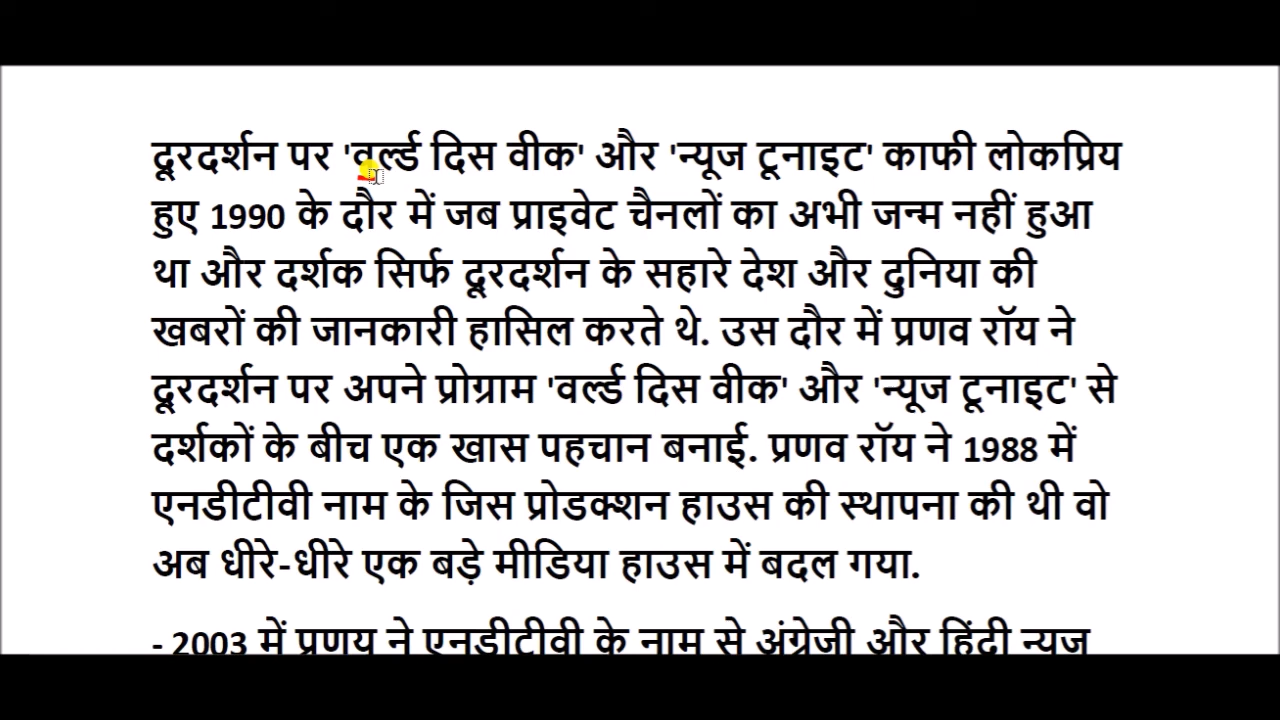 दूरदर्शन पर 'वर्ल्ड दिस वीक' और 'न्यूज टूनाइट' काफी लोकप्रिय
हुए 1990 के दौर में जब प्राइवेट चैनलों का अभी जन्म नहीं हुआ
था और दर्शक सिर्फ दूरदर्शन के सहारे देश और दुनिया की
खबरों की जानकारी हासिल करते थे. उस दौर में प्रणव रॉय ने
दूरदर्शन पर अपने प्रोग्राम 'वर्ल्ड दिस वीक' और 'न्यूज टूनाइट' से
दर्शकों के बीच एक खास पहचान बनाई. प्रणव रॉय ने 1988 में
एनडीटीवी नाम के जिस प्रोडक्शन हाउस की स्थापना की थी वो
अब धीरे-धीरे एक बड़े मीडिया हाउस में बदल गया.
- 2003 में प्रणय ने एनडीटीवी के नाम से अंग्रेजी और हिंदी न्यूज